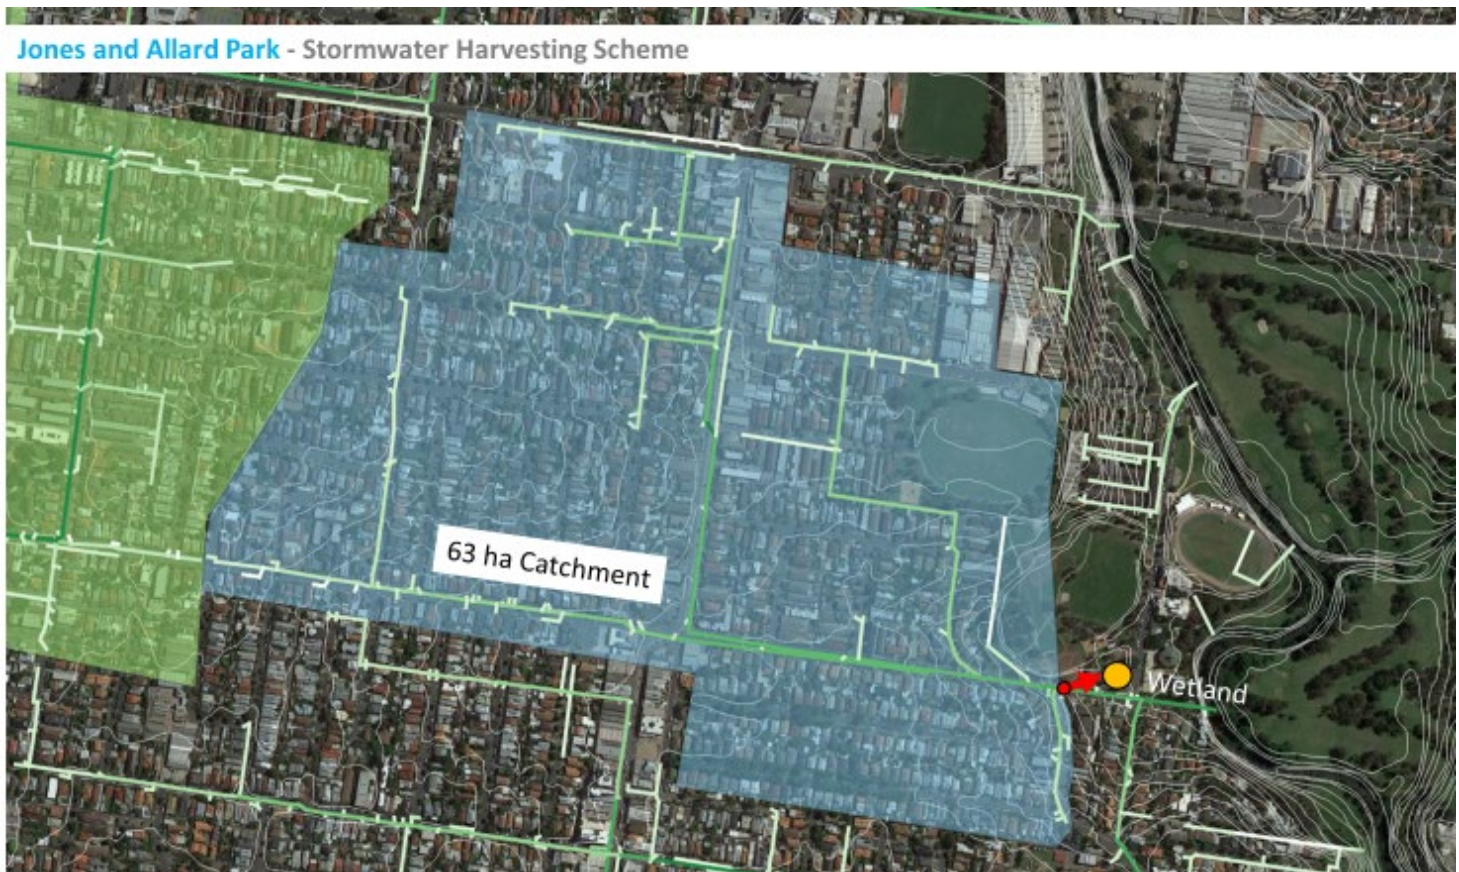 Jones and Allard Park - Stormwater Harvesting Scheme
63 ha Catchment
Wetland